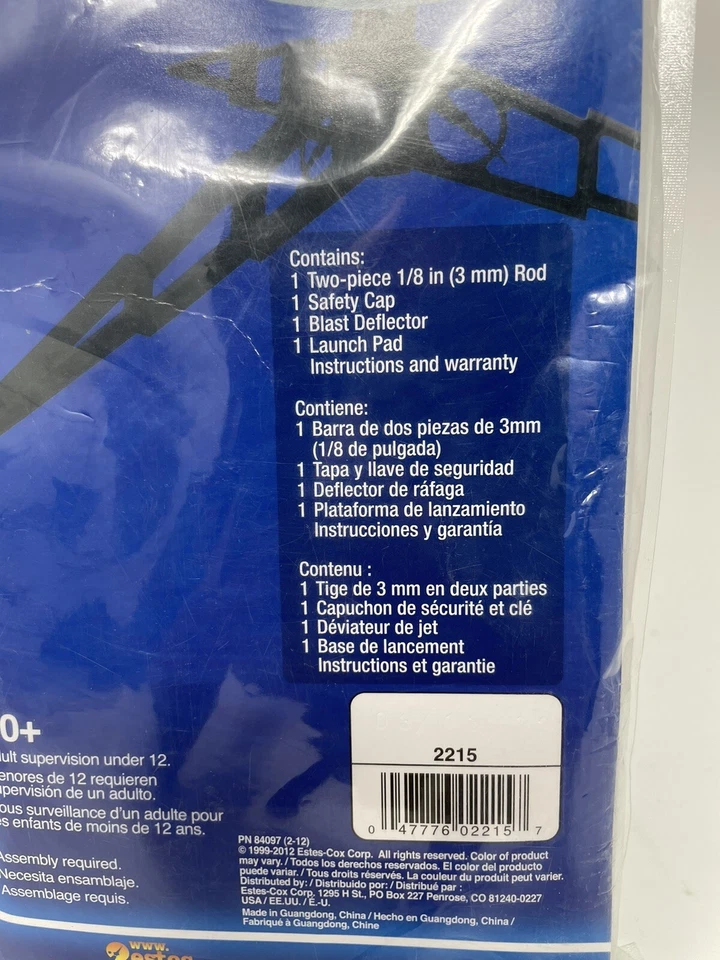 Contains:
1 Two-piece 1/8 in (3 mm) Rod
1 Safety Cap
1 Blast Deflector
1 Launch Pad
Instructions and warranty
Contiene:
1 Barra de dos piezas de 3mm
(1/8 de pulgada)
1 Tapa y llave de seguridad
1 Deflector de ráfaga
1 Plataforma de lanzamiento
Instrucciones y garantía
Contenu :
1 Tige de 3 mm en deux parties
1 Capuchon de sécurité et clé
1 Déviateur de jet
1 Base de lancement
Instructions et garantie
0+
ult supervision under 12.
enores de 12 requieren
upervisión de un adulto.
ous surveillance d'un adulte pour
s enfants de moins de 12 ans.
Assembly required.
Necesita ensamblaje.
Assemblage requis.
2215
0 47776 02215 7
PN 84097 (2-12)
© 1999-2012 Estes-Cox Corp. All rights reserved. Color of product
may vary. / Todos los derechos reservados. El color del producto
puede variar. / Tous droits réservés. La couleur du produit peut varier.
Distributed by: / Distribuido por: / Distribué par :
Estes-Cox Corp. 1295 H St., PO Box 227 Penrose, CO 81240-0227
USA / EE.UU. / É.-U.
Made in Guangdong, China / Hecho en Guangdong, China /
Fabriqué à Guangdong, Chine
www.
estes